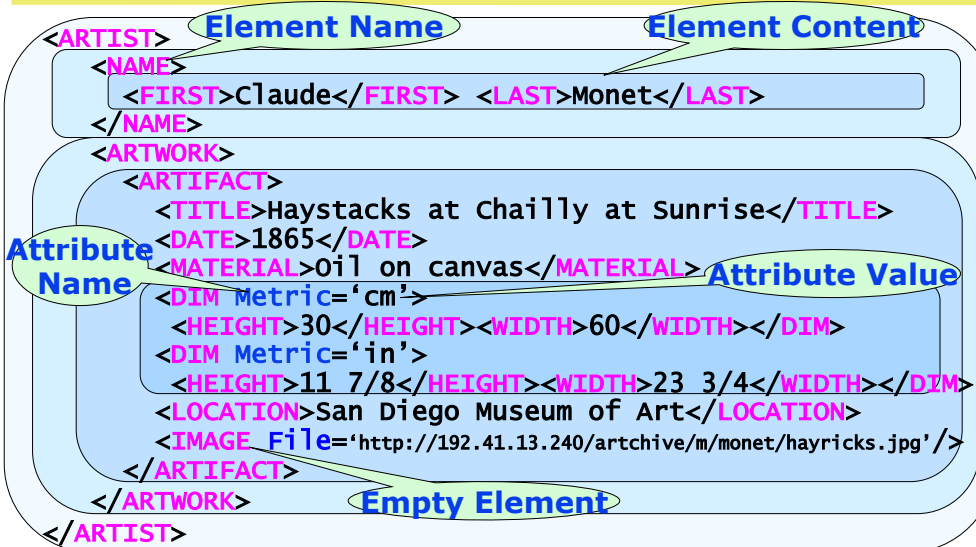 Element Name
Element Content
<ARTIST>
<NAME>
<FIRST>Claude</FIRST> <LAST>Monet</LAST>
</NAME>
<ARTWORK>
<ARTIFACT>
<TITLE>Haystacks at Chailly at Sunrise</TITLE>
<DATE>1865</DATE>
Attribute
Name
<MATERIAL>Oil on canvas</MATERIAL>
Attribute Value
<DIM Metric=‘cm’>
<HEIGHT>30</HEIGHT><WIDTH>60</WIDTH></DIM>
<DIM Metric=‘in’>
<HEIGHT>11 7/8</HEIGHT><WIDTH>23 3/4</WIDTH></DIM>
<LOCATION>San Diego Museum of Art</LOCATION>
<IMAGE File=‘http://192.41.13.240/artchive/m/monet/hayricks.jpg’/>
</ARTIFACT>
</ARTWORK>
Empty Element
</ARTIST>